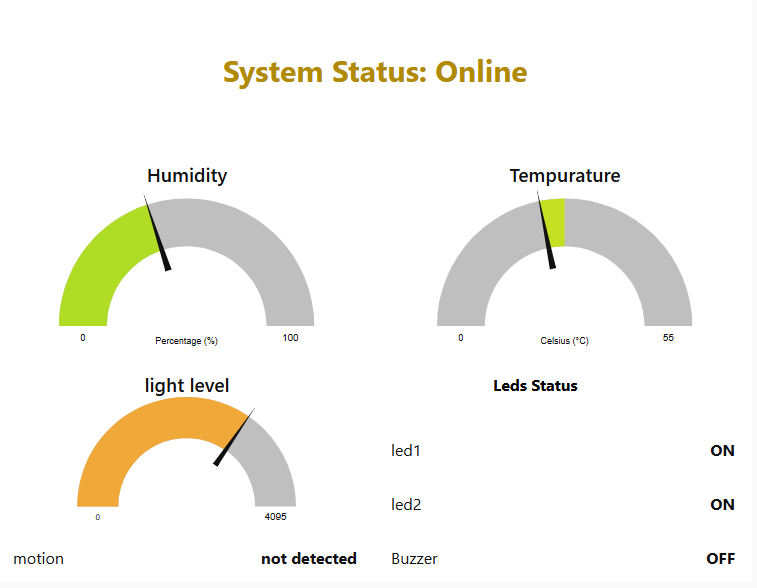 System Status: Online
Humidity
Tempurature
0
Percentage (%)
100
0
Celsius (°C)
55
light level
Leds Status
led1 ON
0
4095
led2 ON
motion not detected
Buzzer OFF